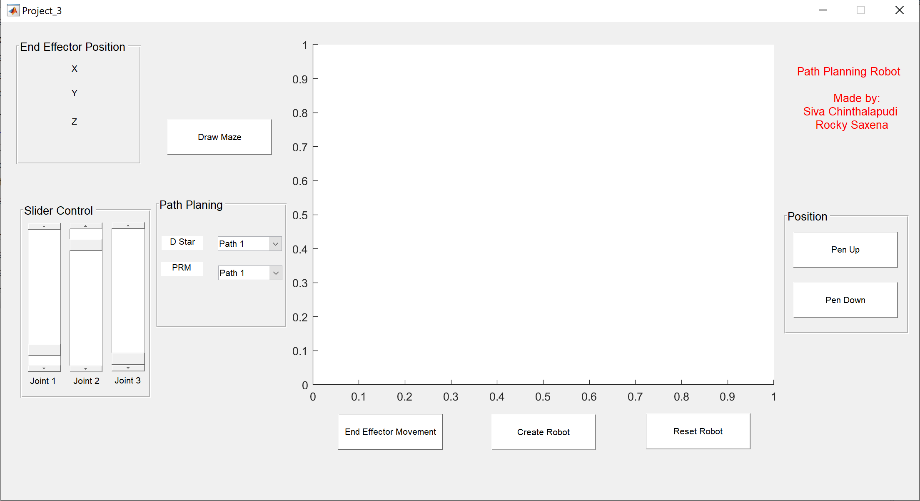 Project_3
End Effector Position
X
Y
Z
Draw Maze
Slider Control
Joint 1
Joint 2
Joint 3
Path Planing
D Star
Path 1
PRM
Path 1
1
0.9
0.8
0.7
0.6
0.5
0.4
0.3
0.2
0.1
0
0
0.1
0.2
0.3
0.4
0.5
0.6
0.7
0.8
0.9
1
End Effector Movement
Create Robot
Reset Robot
Path Planning Robot
Made by:
Siva Chinthalapudi
Rocky Saxena
Position
Pen Up
Pen Down